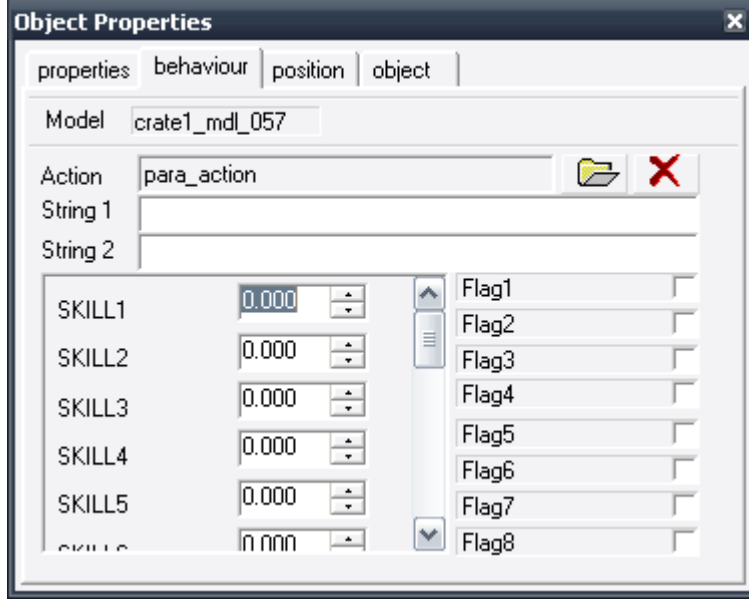 Object Properties
properties behaviour position object
Model crate1_mdl_057
Action para_action
String 1
String 2
SKILL1 0.000
SKILL2 0.000
SKILL3 0.000
SKILL4 0.000
SKILL5 0.000
0.000
Flag1
Flag2
Flag3
Flag4
Flag5
Flag6
Flag7
Flag8